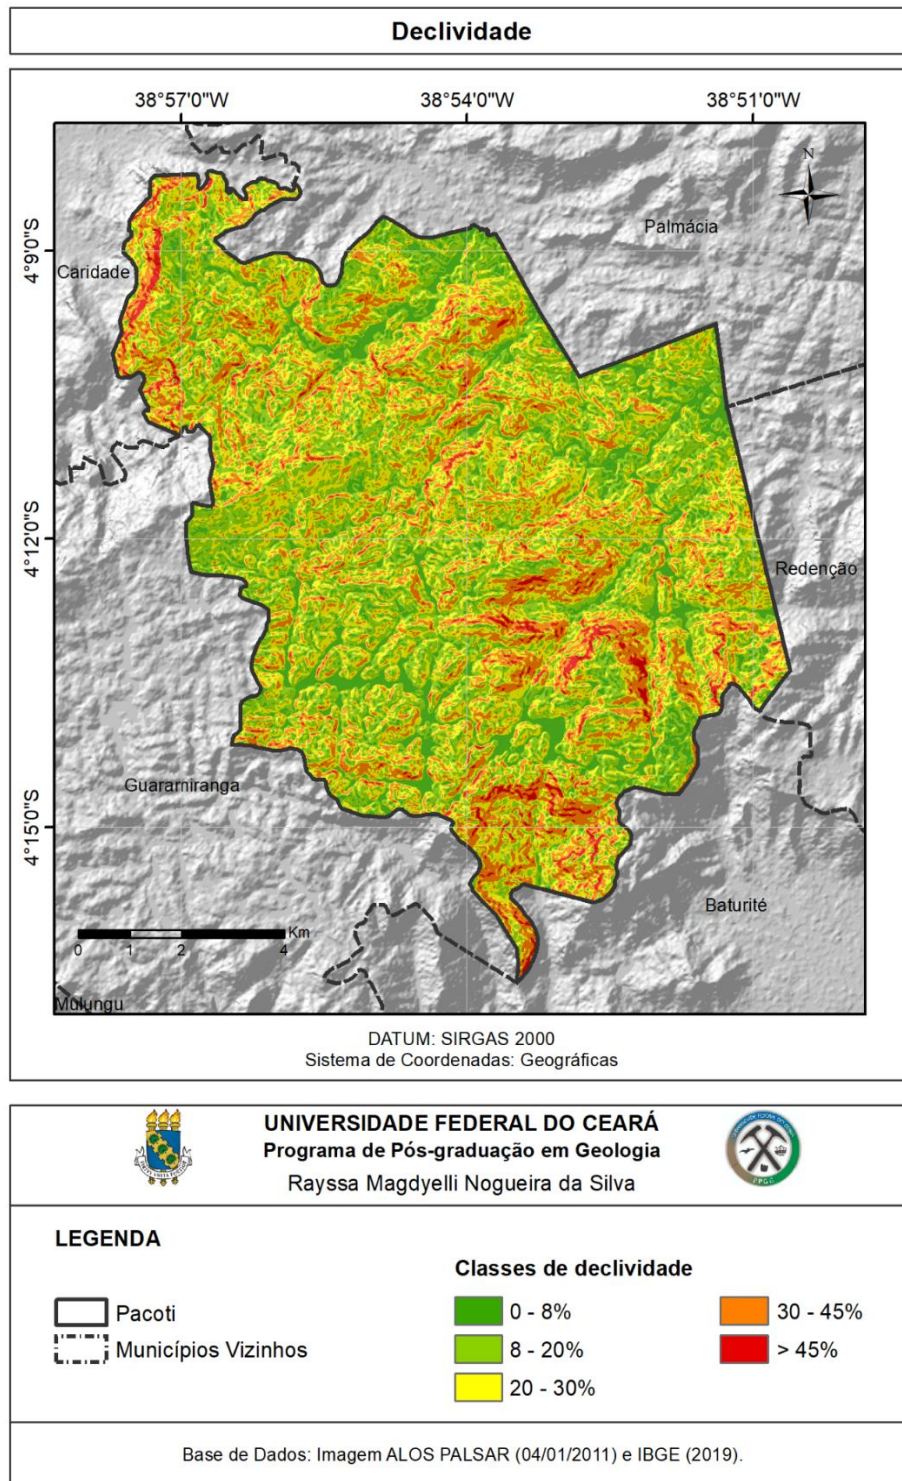 Declividade
38°57'0"W
38°54'0"W
38°51'0"W
N
Palmácia
4°9'0"S
Caridade
4°12'0"S
Redenção
Guaramiranga
4°15'0"S
Baturité
Km
0 1 2 4
Mulungu
DATUM: SIRGAS 2000
Sistema de Coordenadas: Geográficas
UNIVERSIDADE FEDERAL DO CEARÁ
Programa de Pós-graduação em Geologia
Rayssa Magdyelli Nogueira da Silva
PPGG
LEGENDA
Classes de declividade
Pacoti
Municípios Vizinhos
0 - 8%
8 - 20%
20 - 30%
30 - 45%
> 45%
Base de Dados: Imagem ALOS PALSAR (04/01/2011) e IBGE (2019).